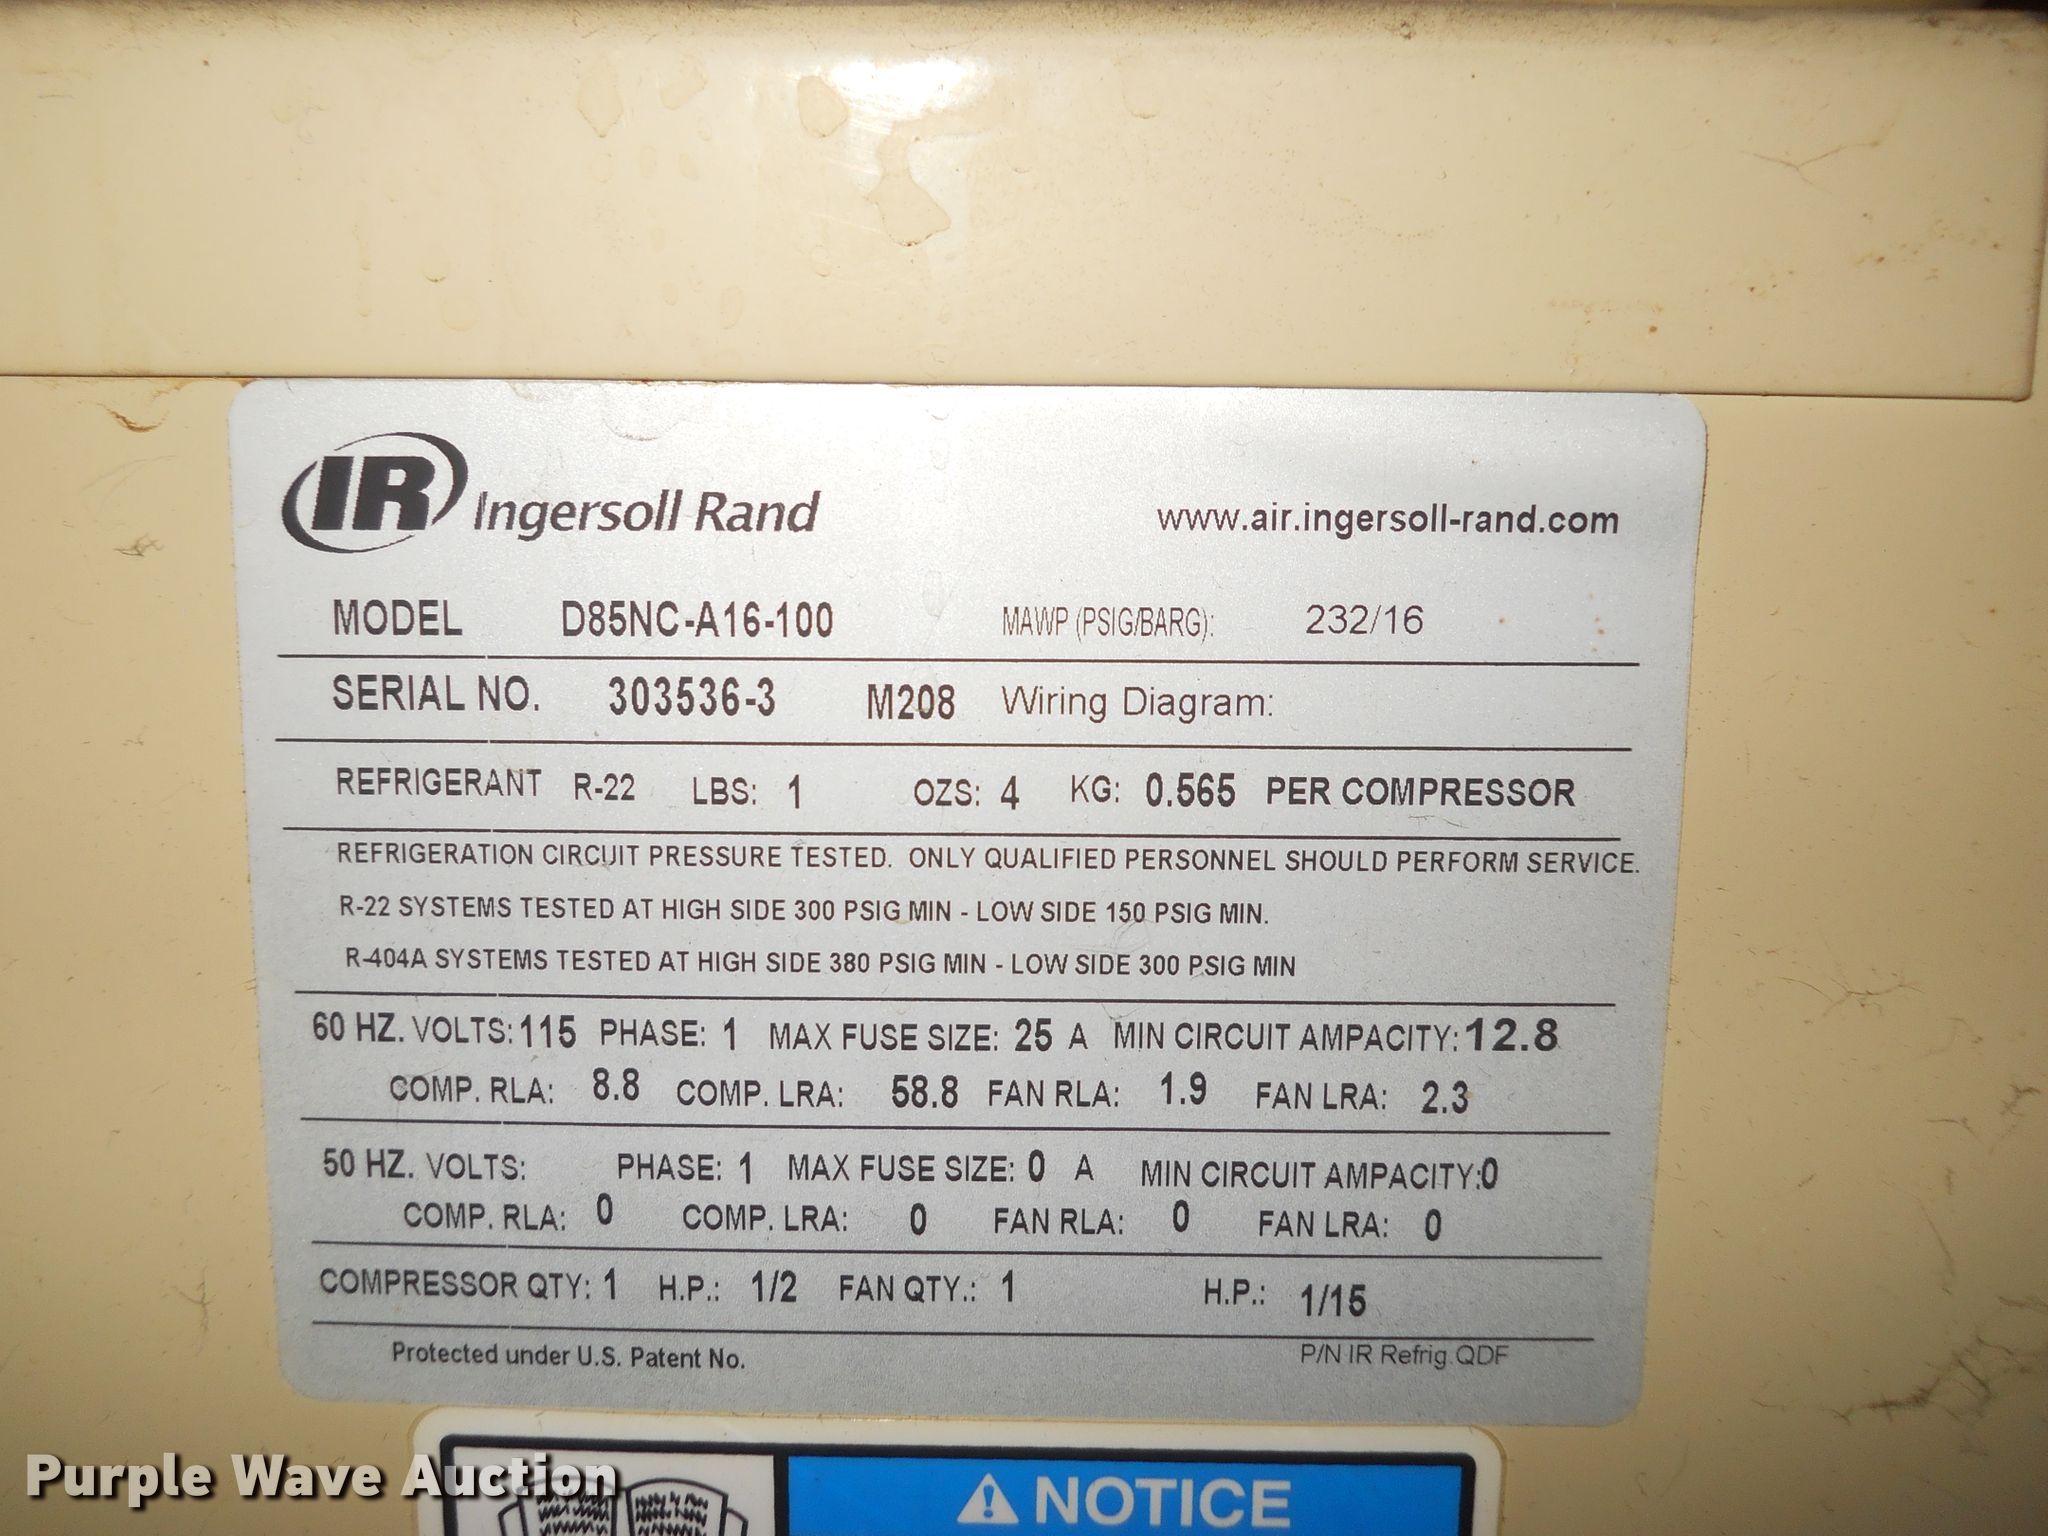 IR Ingersoll Rand www.air.ingersoll-rand.com
MODEL D85NC-A16-100 MAWP (PSIG/BARG): 232/16
SERIAL NO. 303536-3 M208 Wiring Diagram:
REFRIGERANT R-22 LBS: 1 OZS: 4 KG: 0.565 PER COMPRESSOR
REFRIGERATION CIRCUIT PRESSURE TESTED. ONLY QUALIFIED PERSONNEL SHOULD PERFORM SERVICE.
R-22 SYSTEMS TESTED AT HIGH SIDE 300 PSIG MIN - LOW SIDE 150 PSIG MIN.
R-404A SYSTEMS TESTED AT HIGH SIDE 380 PSIG MIN - LOW SIDE 300 PSIG MIN
60 HZ. VOLTS: 115 PHASE: 1 MAX FUSE SIZE: 25 A MIN CIRCUIT AMPACITY: 12.8
COMP. RLA: 8.8 COMP. LRA: 58.8 FAN RLA: 1.9 FAN LRA: 2.3
50 HZ. VOLTS: PHASE: 1 MAX FUSE SIZE: 0 A MIN CIRCUIT AMPACITY: 0
COMP. RLA: 0 COMP. LRA: 0 FAN RLA: 0 FAN LRA: 0
COMPRESSOR QTY: 1 H.P.: 1/2 FAN QTY.: 1 H.P.: 1/15
Protected under U.S. Patent No. P/N IR Refrig.QDF
Purple Wave Auction
NOTICE